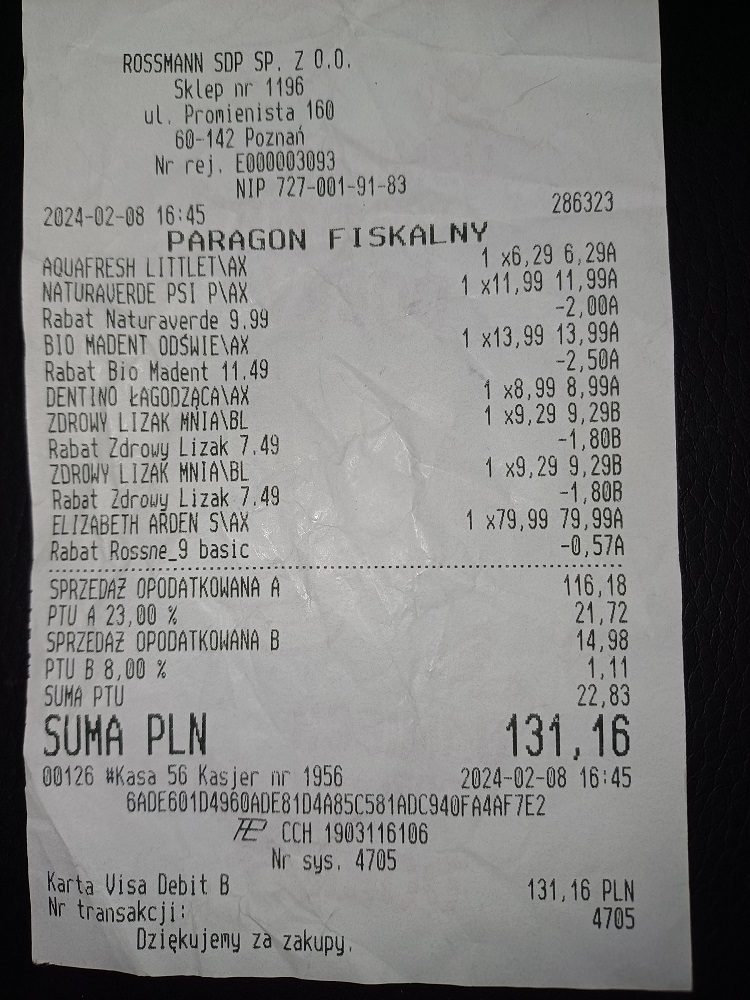 ROSSMANN SDP SP. Z O.O.
Sklep nr 1196
ul. Promienista 160
60-142 Poznań
Nr rej. E000003093
NIP 727-001-91-83
2024-02-08 16:45 286323
PARAGON FISKALNY
AQUAFRESH LITTLET\AX 1 x6,29 6,29A
NATURAVERDE PSI P\AX 1 x11,99 11,99A
Rabat Naturaverde 9.99 -2,00A
BIO MADENT ODŚWIE\AX 1 x13,99 13,99A
Rabat Bio Madent 11.49 -2,50A
DENTINO ŁAGODZĄCA\AX 1 x8,99 8,99A
ZDROWY LIZAK MNIA\BL 1 x9,29 9,29B
Rabat Zdrowy Lizak 7.49 -1,80B
ZDROWY LIZAK MNIA\BL 1 x9,29 9,29B
Rabat Zdrowy Lizak 7.49 -1,80B
ELIZABETH ARDEN S\AX 1 x79,99 79,99A
Rabat Rossne_9 basic -0,57A
SPRZEDAŻ OPODATKOWANA A 116,18
PTU A 23,00 % 21,72
SPRZEDAŻ OPODATKOWANA B 14,98
PTU B 8,00 % 1,11
SUMA PTU 22,83
SUMA PLN 131,16
00126 #Kasa 56 Kasjer nr 1956 2024-02-08 16:45
6ADE601D4960ADE81D4A85C581ADC940FA4AF7E2
CCH 1903116106
Nr sys. 4705
Karta Visa Debit B 131,16 PLN
Nr transakcji: 4705
Dziękujemy za zakupy.